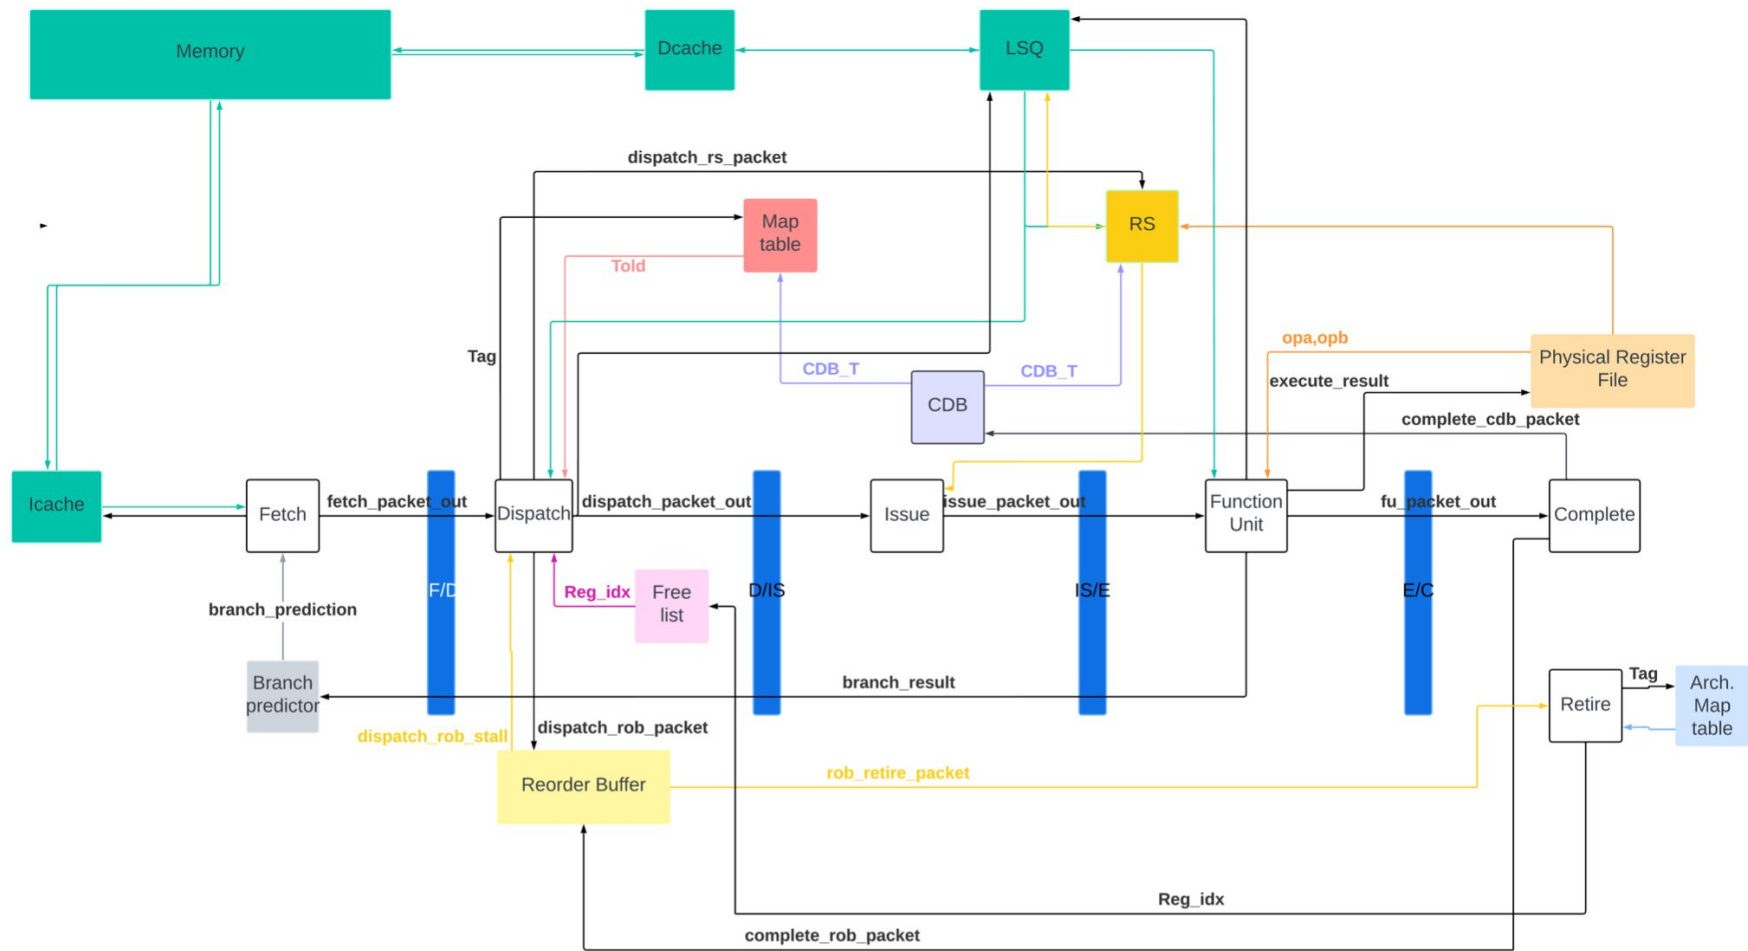 Memory
Dcache
LSQ
dispatch_rs_packet
Map
table
RS
Told
Tag
CDB_T
CDB_T
CDB
opa,opb
Physical Register
File
execute_result
complete_cdb_packet
Icache
Fetch
fetch_packet_out
Dispatch
dispatch_packet_out
Issue
issue_packet_out
Function
Unit
fu_packet_out
Complete
F/D
D/IS
IS/E
E/C
Reg_idx
Free
list
branch_prediction
Branch
predictor
branch_result
Retire
Tag
Arch.
Map
table
dispatch_rob_stall
dispatch_rob_packet
Reorder Buffer
rob_retire_packet
Reg_idx
complete_rob_packet